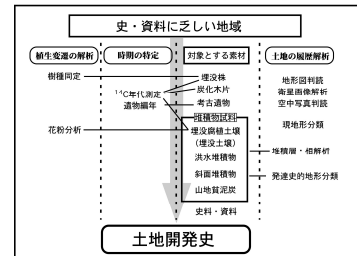 史・資料に乏しい地域
植生変遷の解析 時期の特定 対象とする素材 土地の履歴解析
樹種同定
¹⁴C年代測定
遺物編年
花粉分析
埋没株
炭化木片
考古遺物
堆積物試料
埋没腐植土壌
(埋没土壌)
洪水堆積物
斜面堆積物
山地貧泥炭
史料・資料
地形図判読
衛星画像解析
空中写真判読
現地形分類
堆積層・相解析
発達史的地形分類
土地開発史